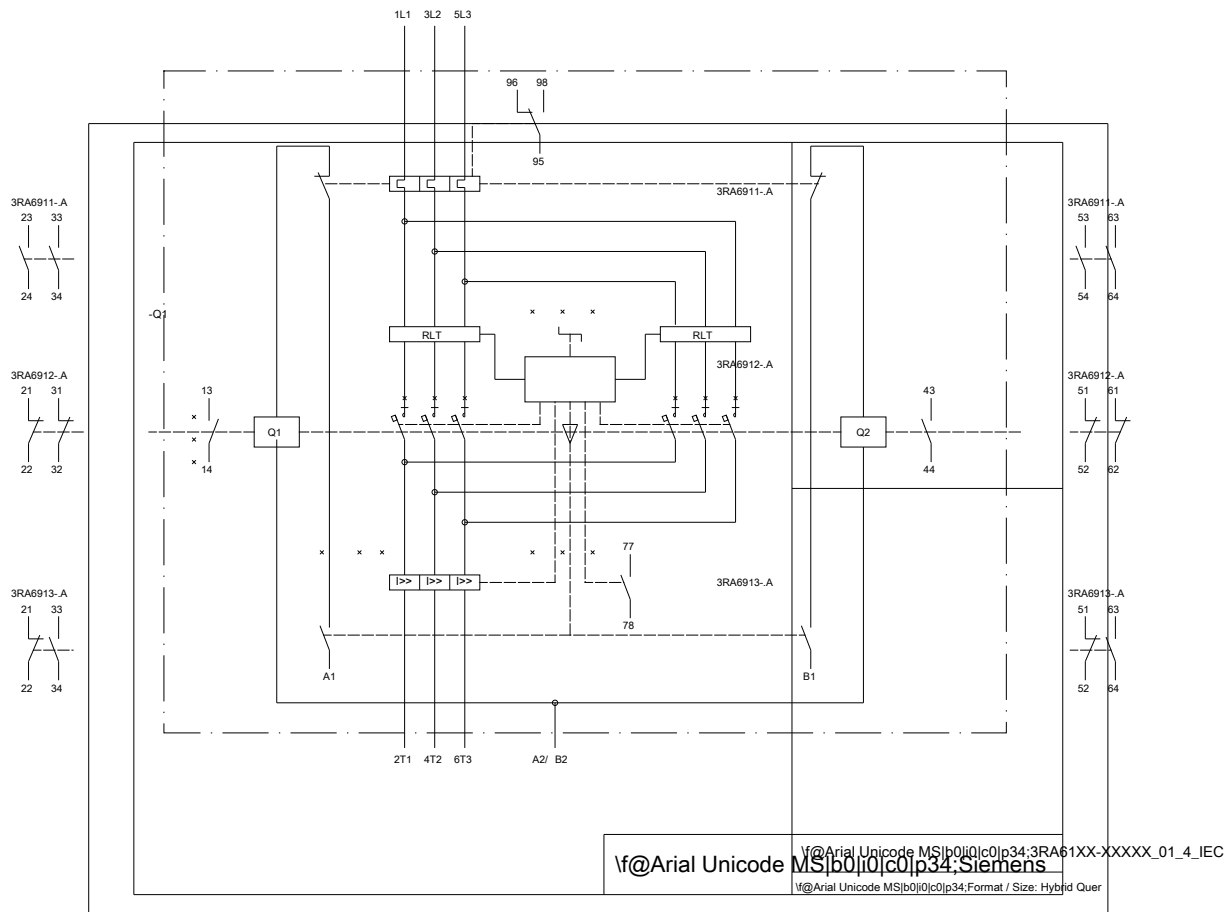 1L1 3L2 5L3
96 98
95
3RA6911-.A
3RA6911-.A
3RA6911-.A
23 33
53 63
24 34
54 64
-Q1
RLT
RLT
3RA6912-.A
3RA6912-.A
3RA6912-.A
21 31
13
43
51 61
Q1
Q2
22 32
14
44
52 62
77
I>> I>> I>>
3RA6913-.A
3RA6913-.A
3RA6913-.A
21 33
51 63
78
A1
B1
22 34
52 64
2T1 4T2 6T3
A2/ B2
\f@Arial Unicode MS|b0|i0|c0|p34;3RA61XX-XXXXX_01_4_IEC
\f@Arial Unicode MS|b0|i0|c0|p34;Siemens
\f@Arial Unicode MS|b0|i0|c0|p34;Format / Size: Hybrid Quer